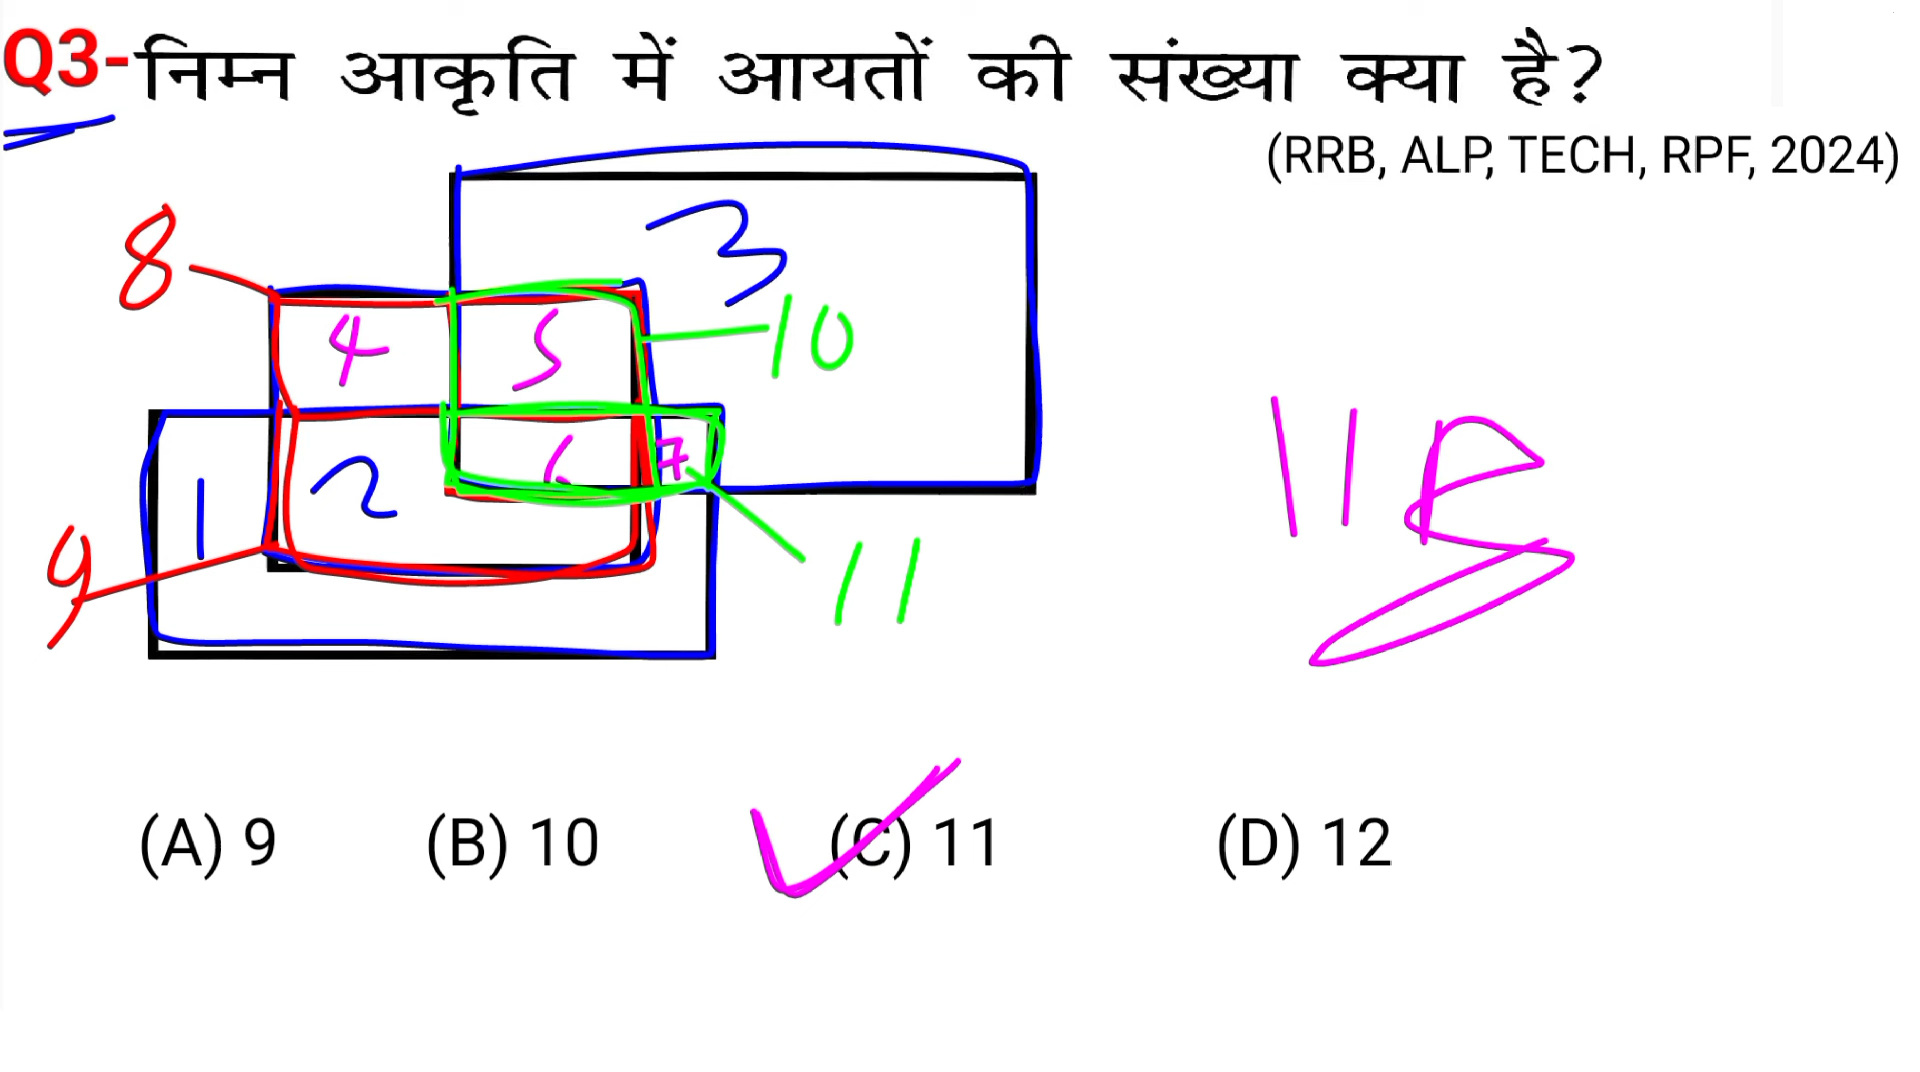 Q3-निम्न आकृति में आयतों की संख्या क्या है?
(RRB, ALP, TECH, RPF, 2024)
8
3
10
4 5
1 2 6 7
9
11
11
(A) 9 (B) 10 (C) 11 (D) 12